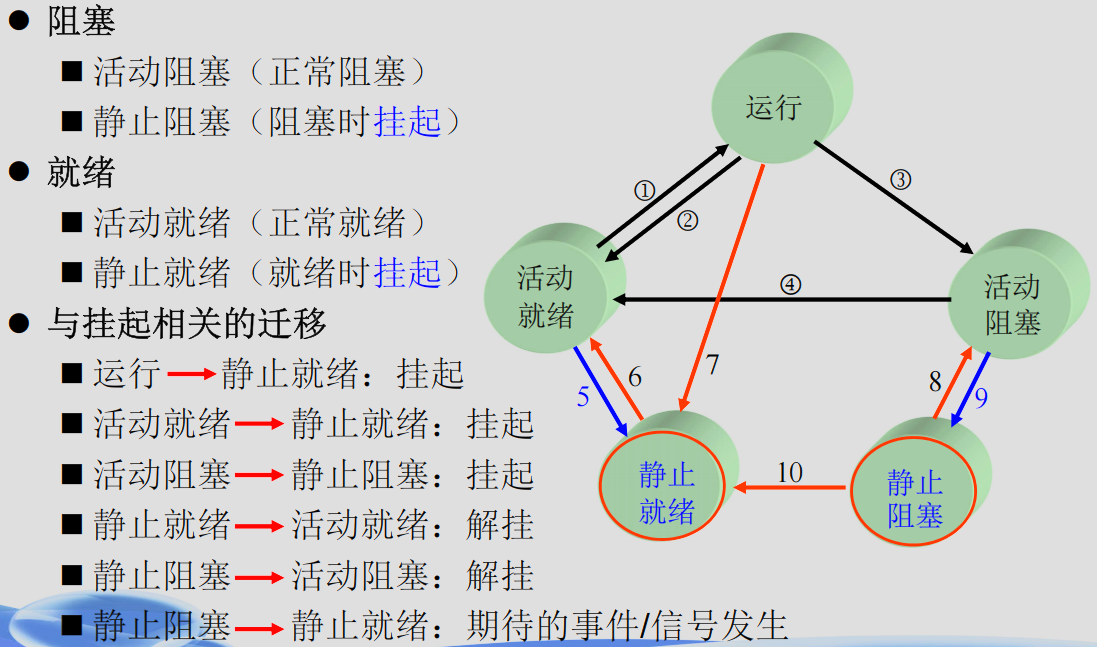 ● 阻塞
■ 活动阻塞（正常阻塞）
■ 静止阻塞（阻塞时挂起）
● 就绪
■ 活动就绪（正常就绪）
■ 静止就绪（就绪时挂起）
● 与挂起相关的迁移
■ 运行→静止就绪：挂起
■ 活动就绪→静止就绪：挂起
■ 活动阻塞→静止阻塞：挂起
■ 静止就绪→活动就绪：解挂
■ 静止阻塞→活动阻塞：解挂
■ 静止阻塞→静止就绪：期待的事件/信号发生
运行
①
②
③
活动
就绪
④
活动
阻塞
5
6
7
8
9
静止
就绪
10
静止
阻塞